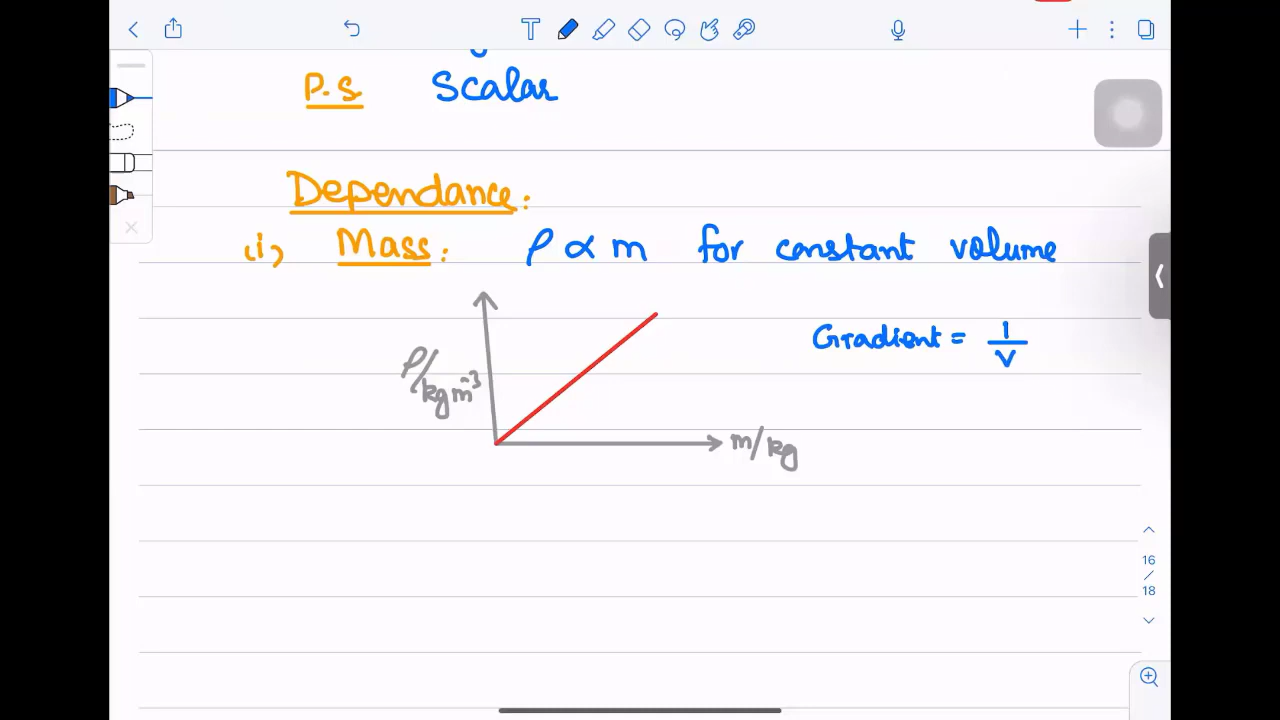 P.S. Scalar
Dependance:
(i) Mass: ρ ∝ m for constant volume
Gradient = 1/V
ρ/kg m⁻³
m/kg
16
/
18